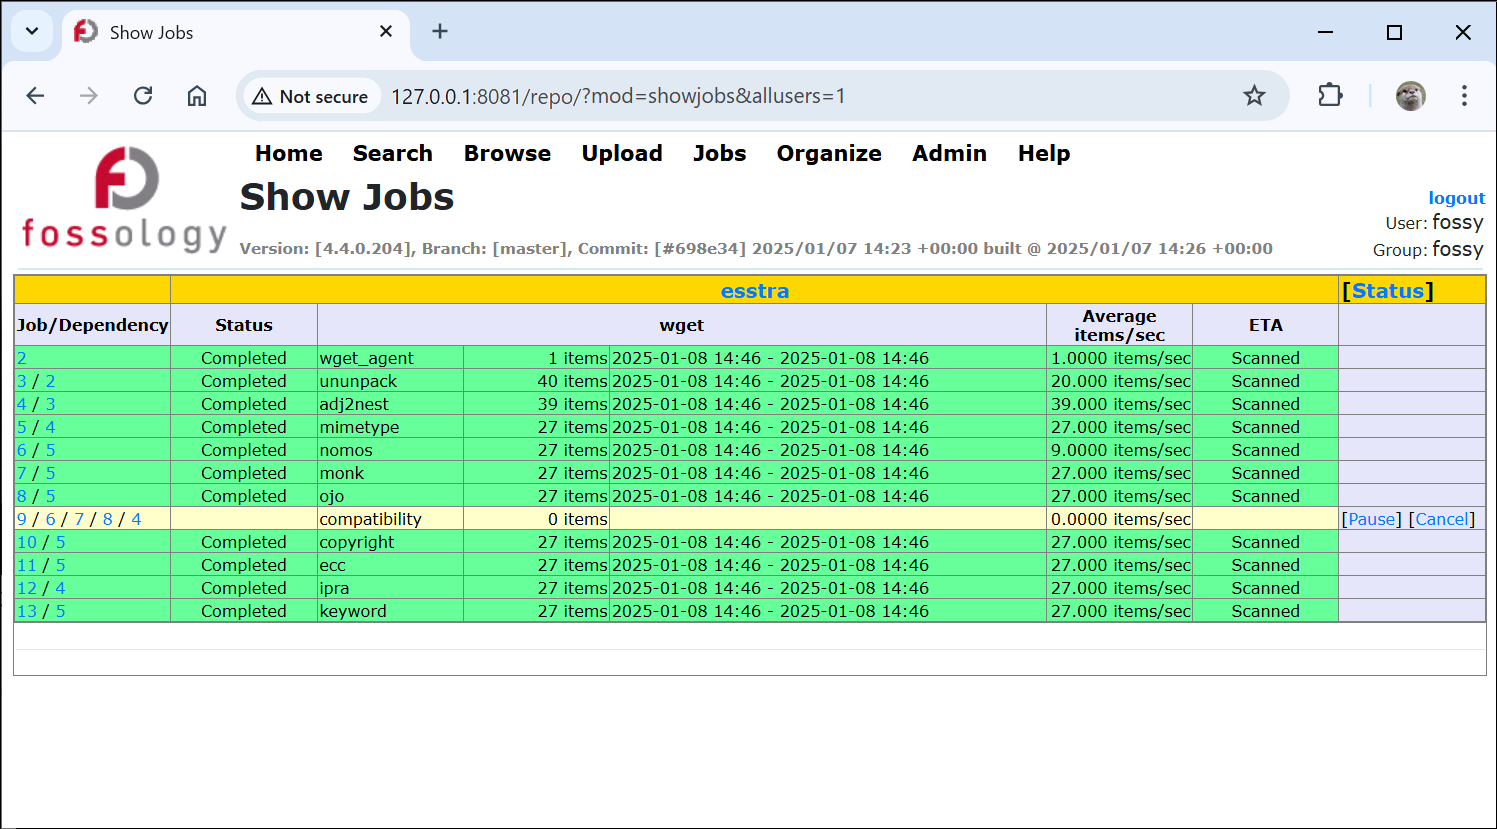 Show Jobs
Not secure 127.0.0.1:8081/repo/?mod=showjobs&allusers=1
Home Search Browse Upload Jobs Organize Admin Help
fossology
Show Jobs
logout
User: fossy
Version: [4.4.0.204], Branch: [master], Commit: [#698e34] 2025/01/07 14:23 +00:00 built @ 2025/01/07 14:26 +00:00
Group: fossy
esstra [Status]
Job/Dependency Status wget Average items/sec ETA
2 Completed wget_agent 1 items 2025-01-08 14:46 - 2025-01-08 14:46 1.0000 items/sec Scanned
3 / 2 Completed ununpack 40 items 2025-01-08 14:46 - 2025-01-08 14:46 20.000 items/sec Scanned
4 / 3 Completed adj2nest 39 items 2025-01-08 14:46 - 2025-01-08 14:46 39.000 items/sec Scanned
5 / 4 Completed mimetype 27 items 2025-01-08 14:46 - 2025-01-08 14:46 27.000 items/sec Scanned
6 / 5 Completed nomos 27 items 2025-01-08 14:46 - 2025-01-08 14:46 9.0000 items/sec Scanned
7 / 5 Completed monk 27 items 2025-01-08 14:46 - 2025-01-08 14:46 27.000 items/sec Scanned
8 / 5 Completed ojo 27 items 2025-01-08 14:46 - 2025-01-08 14:46 27.000 items/sec Scanned
9 / 6 / 7 / 8 / 4 compatibility 0 items 0.0000 items/sec [Pause] [Cancel]
10 / 5 Completed copyright 27 items 2025-01-08 14:46 - 2025-01-08 14:46 27.000 items/sec Scanned
11 / 5 Completed ecc 27 items 2025-01-08 14:46 - 2025-01-08 14:46 27.000 items/sec Scanned
12 / 4 Completed ipra 27 items 2025-01-08 14:46 - 2025-01-08 14:46 27.000 items/sec Scanned
13 / 5 Completed keyword 27 items 2025-01-08 14:46 - 2025-01-08 14:46 27.000 items/sec Scanned